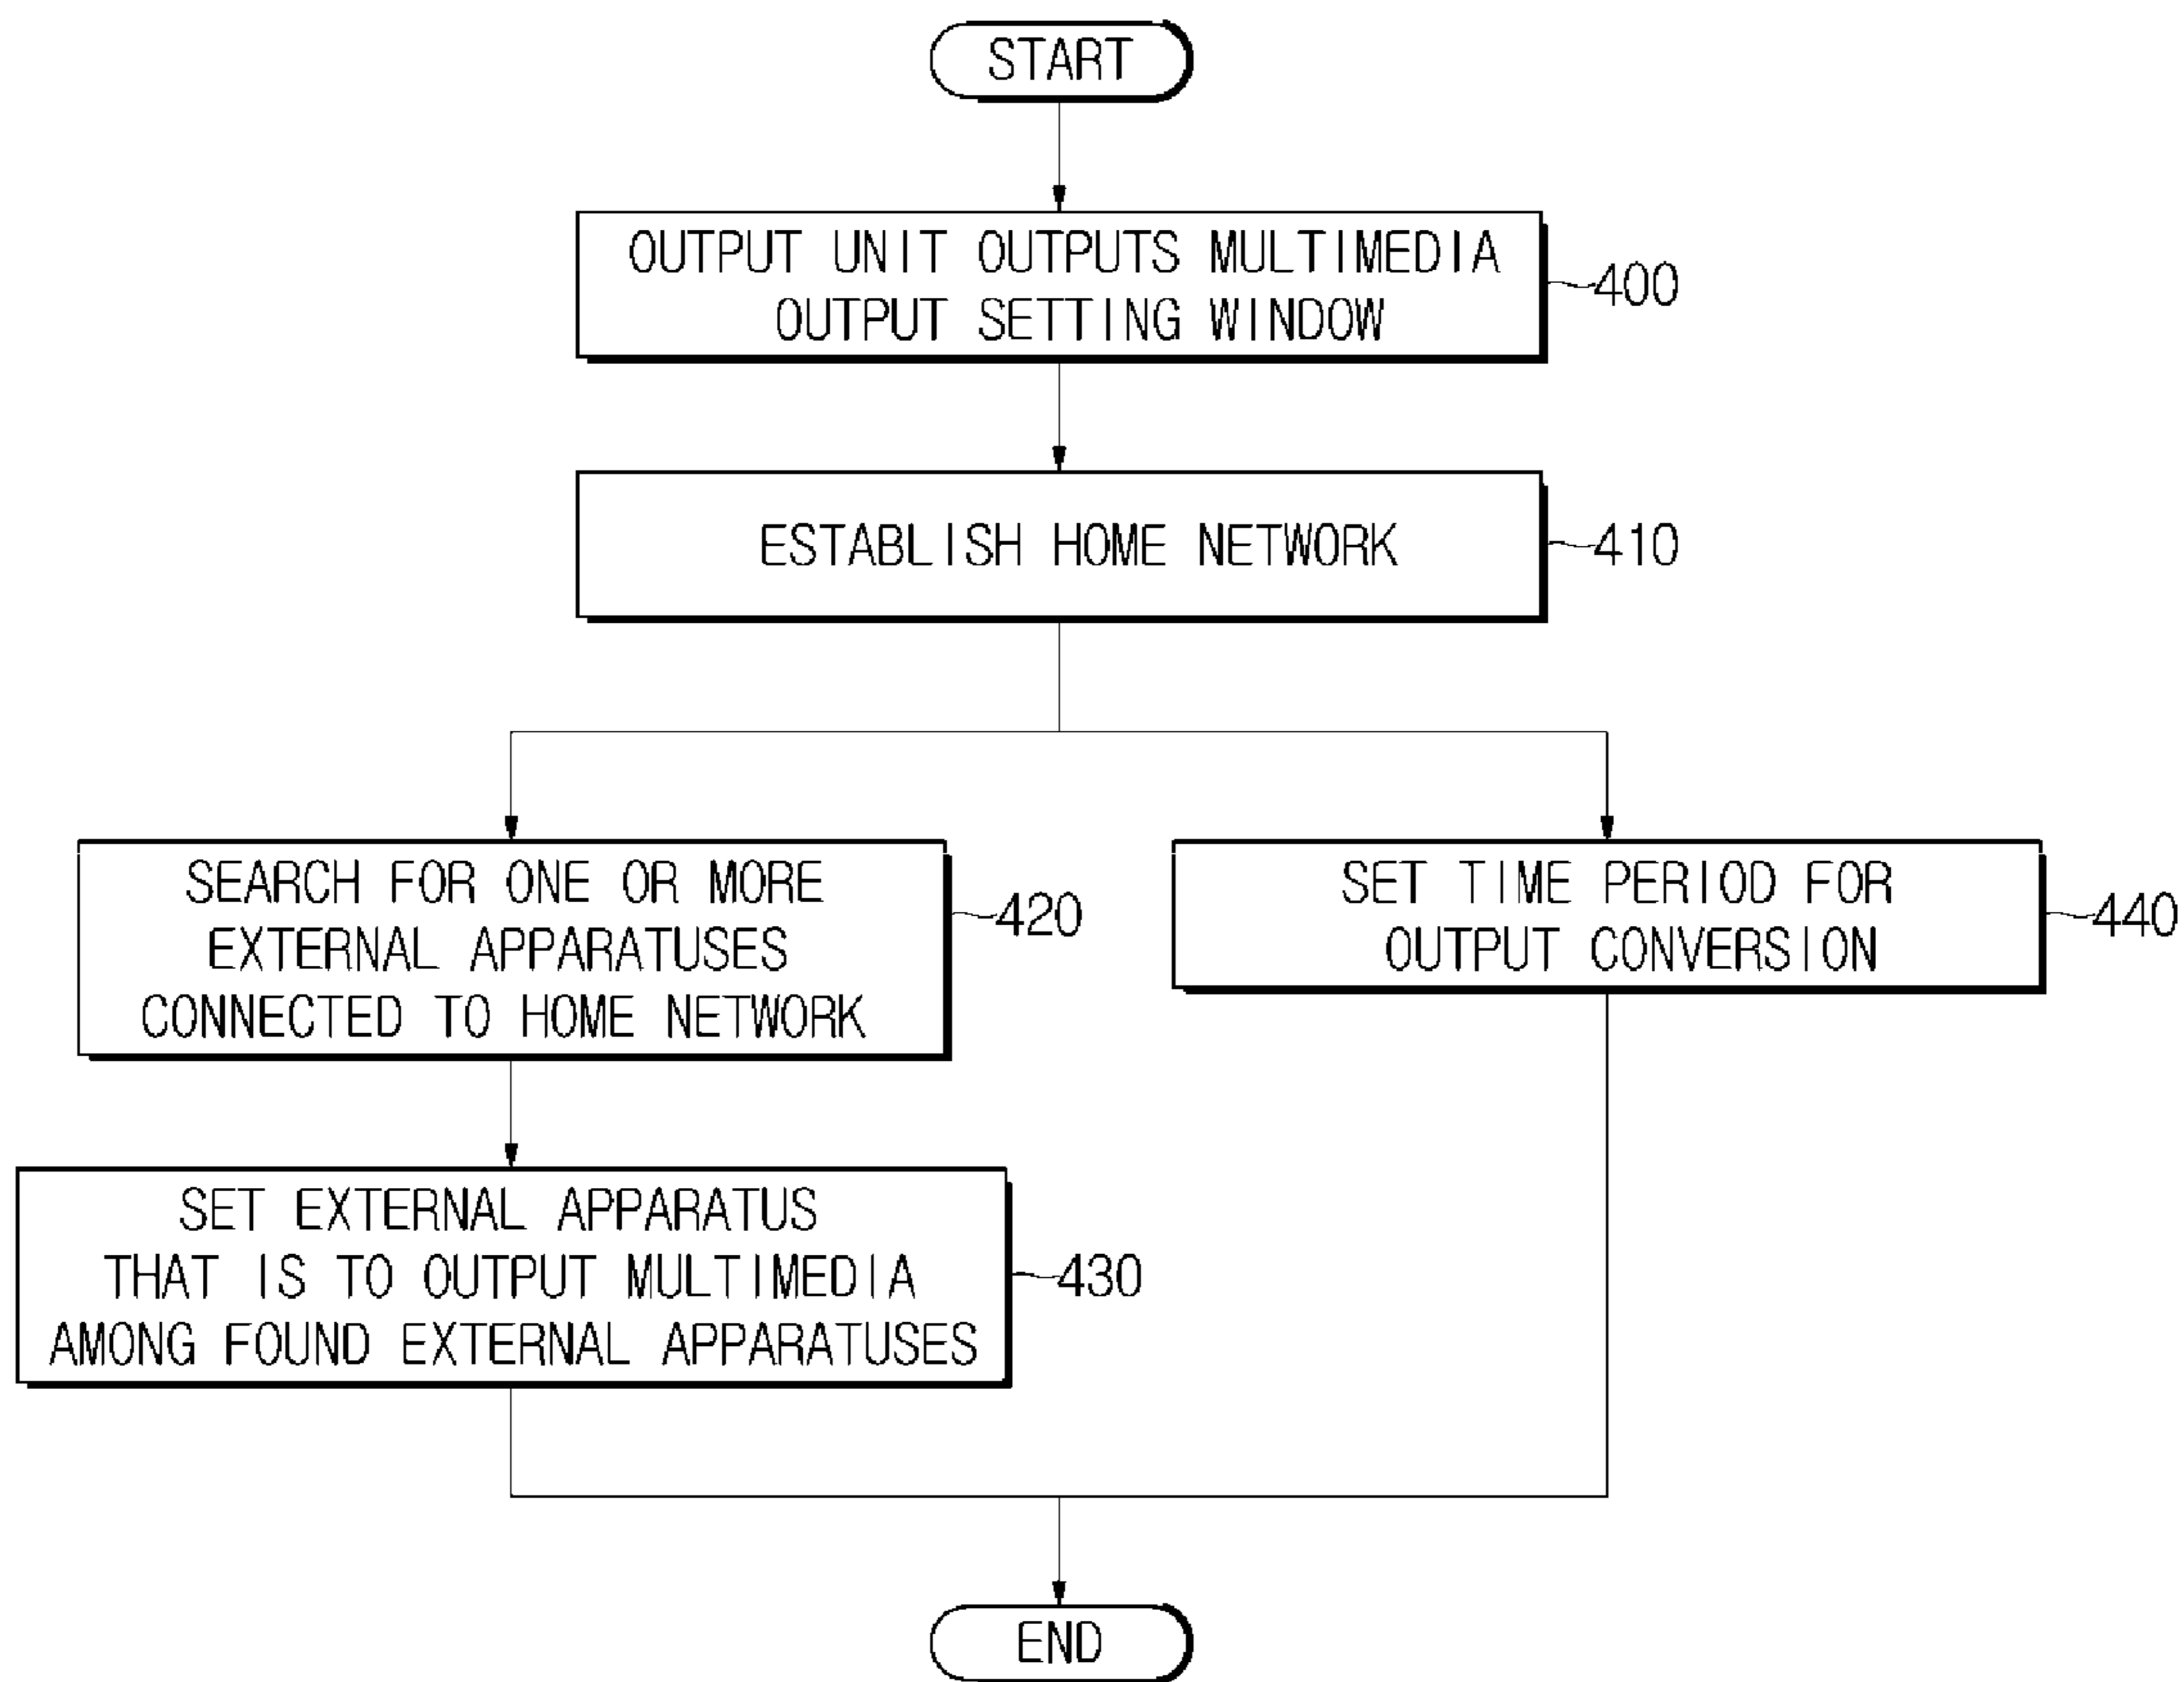 START
OUTPUT UNIT OUTPUTS MULTIMEDIA
OUTPUT SETTING WINDOW
400
ESTABLISH HOME NETWORK
410
SEARCH FOR ONE OR MORE
EXTERNAL APPARATUSES
CONNECTED TO HOME NETWORK
420
SET TIME PERIOD FOR
OUTPUT CONVERSION
440
SET EXTERNAL APPARATUS
THAT IS TO OUTPUT MULTIMEDIA
AMONG FOUND EXTERNAL APPARATUSES
430
END